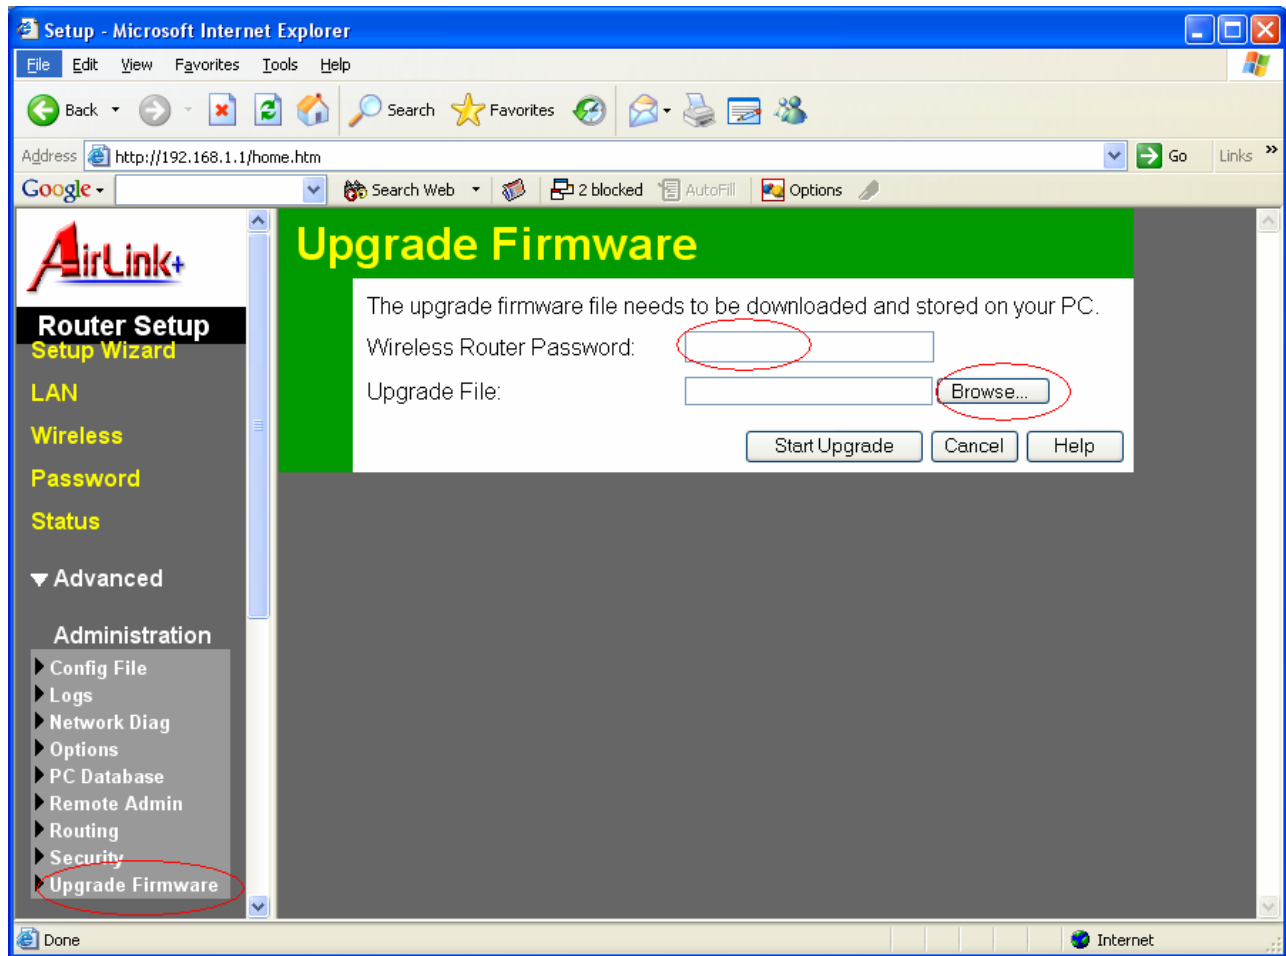 Setup - Microsoft Internet Explorer
File Edit View Favorites Tools Help
Back Search Favorites
Address http://192.168.1.1/home.htm Go Links »
Google Search Web 2 blocked AutoFill Options
AirLink+
Router Setup
Setup Wizard
LAN
Wireless
Password
Status
Advanced
Administration
Config File
Logs
Network Diag
Options
PC Database
Remote Admin
Routing
Security
Upgrade Firmware
Upgrade Firmware
The upgrade firmware file needs to be downloaded and stored on your PC.
Wireless Router Password:
Upgrade File: Browse...
Start Upgrade Cancel Help
Done Internet